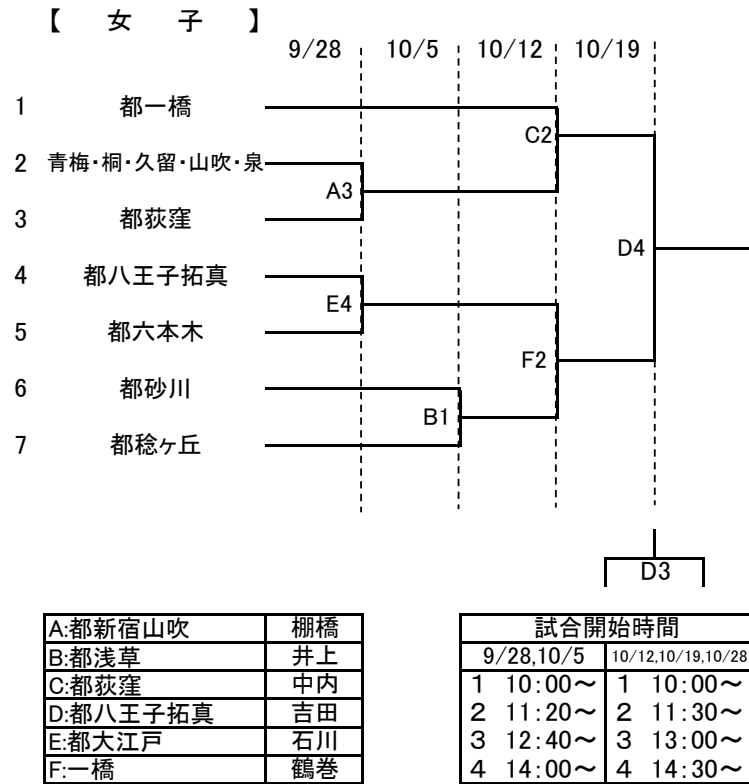 【　女　子　】
9/28 10/5 10/12 10/19
1 都一橋
C2
2 青梅・桐・久留・山吹・泉
A3
3 都荻窪
D4
4 都八王子拓真
E4
5 都六本木
F2
6 都砂川
B1
7 都稔ヶ丘
D3
A:都新宿山吹 棚橋
B:都浅草 井上
C:都荻窪 中内
D:都八王子拓真 吉田
E:都大江戸 石川
F:一橋 鶴巻
試合開始時間
9/28,10/5 10/12,10/19,10/28
1 10:00～ 1 10:00～
2 11:20～ 2 11:30～
3 12:40～ 3 13:00～
4 14:00～ 4 14:30～